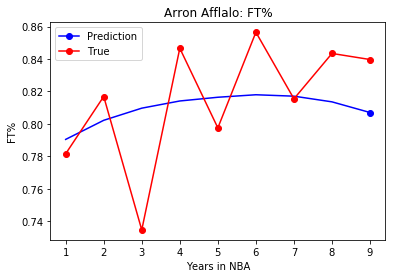 Arron Afflalo: FT%
Prediction
True
FT%
0.86
0.84
0.82
0.80
0.78
0.76
0.74
1 2 3 4 5 6 7 8 9
Years in NBA